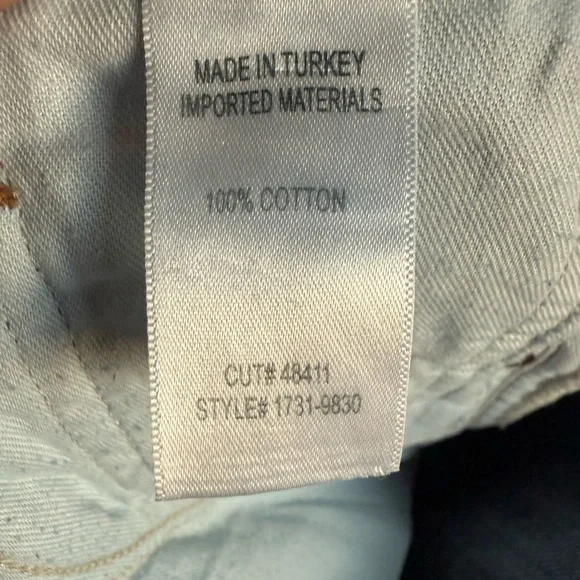 MADE IN TURKEY
IMPORTED MATERIALS
100% COTTON
CUT# 48411
STYLE# 1731-9830